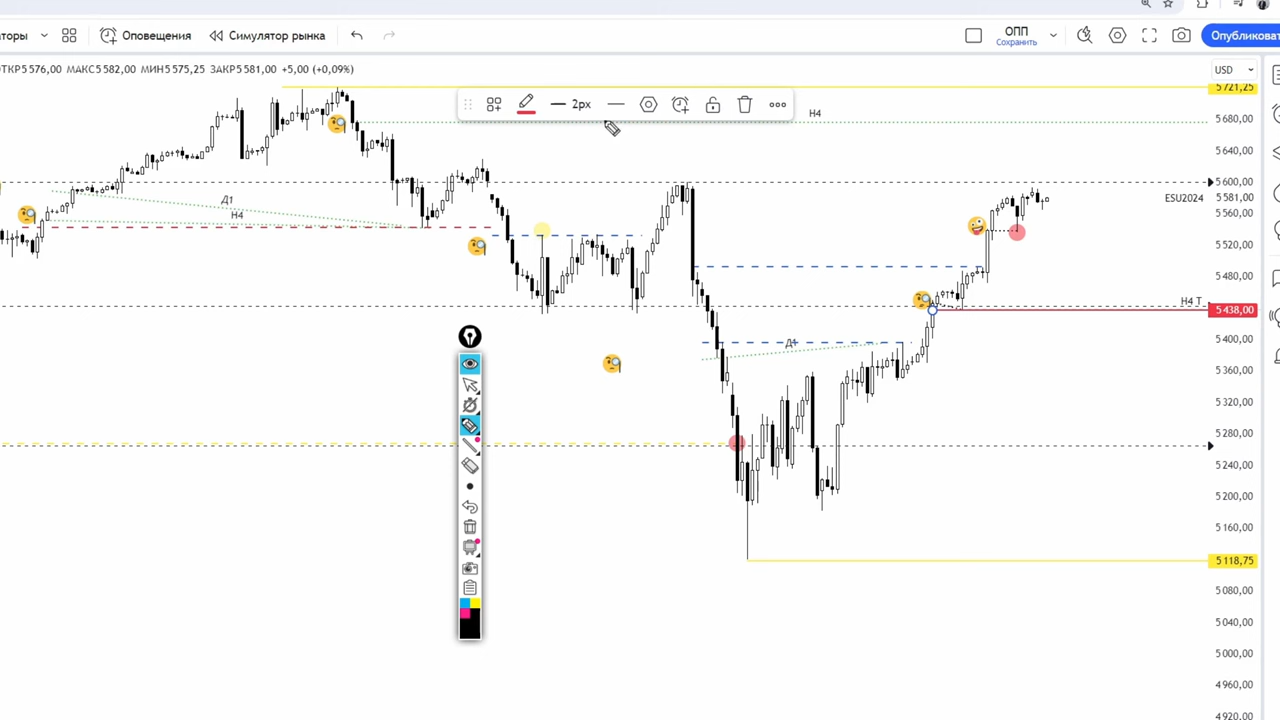 торы
Оповещения
Симулятор рынка
ОПП
Сохранить
Опубликоват
ТКР5 576,00 МАКС5 582,00 МИН5 575,25 ЗАКР5 581,00 +5,00 (+0,09%)
USD
2px
5 721,25
H4
5 680,00
5 640,00
5 600,00
Д1
H4
ESU2024
5 581,00
5 560,00
5 520,00
5 480,00
H4 T
5 438,00
5 400,00
Д1
5 360,00
5 320,00
5 280,00
5 240,00
5 200,00
5 160,00
5 118,75
5 080,00
5 040,00
5 000,00
4 960,00
4 920,00